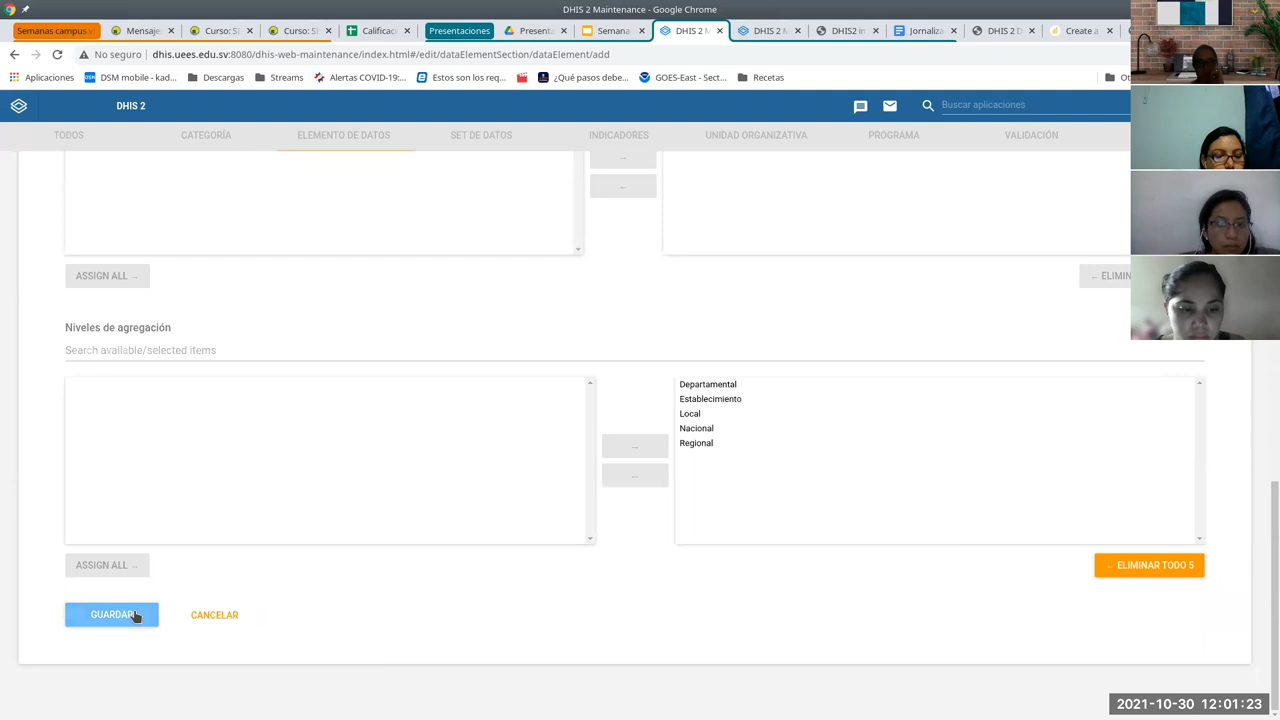 DHIS 2 Maintenance - Google Chrome
Semanas campus v
Mensaje
Curso: S
Curso: S
Calificac
Presentaciones
Present
Semana
DHIS 2 M
DHIS 2 M
DHIS2 in
Jornaliz
DHIS 2 D
Create a
No seguro
dhis.uees.edu.sv:8080/dhis-web-maintenance/index.html#/edit/dataElementSection/dataElement/add
Aplicaciones
DSM mobile - kad...
Descargas
Streams
Alertas COVID-19:...
Estos son los reali...
¿Qué pasos debe...
GOES-East - Sect...
Recetas
DHIS 2
Buscar aplicaciones
TODOS
CATEGORÍA
ELEMENTO DE DATOS
SET DE DATOS
INDICADORES
UNIDAD ORGANIZATIVA
PROGRAMA
VALIDACIÓN
ASSIGN ALL →
← ELIMIN
Niveles de agregación
Search available/selected items
Departamental
Establecimiento
Local
Nacional
Regional
ASSIGN ALL →
← ELIMINAR TODO 5
GUARDAR
CANCELAR
2021-10-30 12:01:23